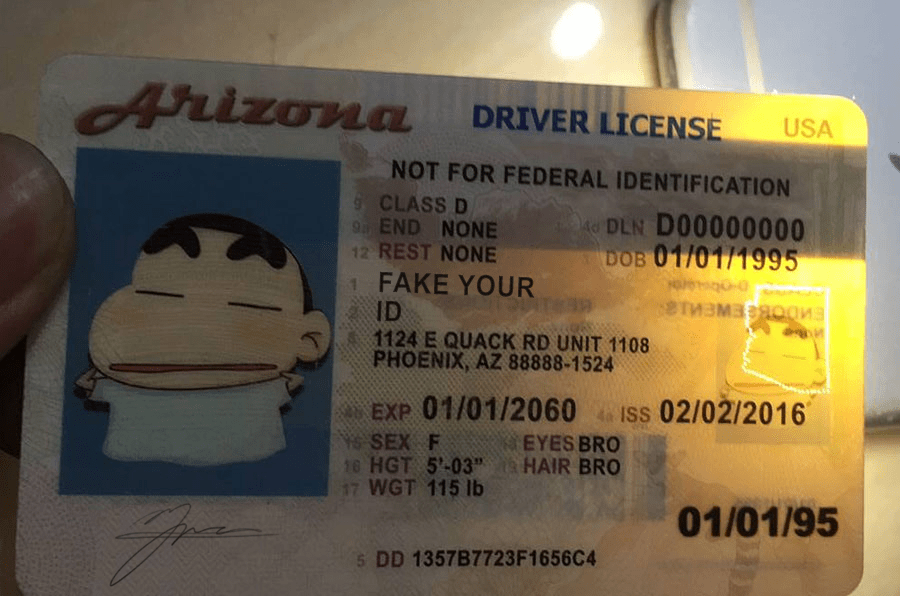 Arizona DRIVER LICENSE USA
NOT FOR FEDERAL IDENTIFICATION
9 CLASS D
9a END NONE 4d DLN D00000000
12 REST NONE DOB 01/01/1995
1 FAKE YOUR
2 ID
8 1124 E QUACK RD UNIT 1108
PHOENIX, AZ 88888-1524
4b EXP 01/01/2060 4a ISS 02/02/2016
15 SEX F 18 EYES BRO
16 HGT 5'-03" 19 HAIR BRO
17 WGT 115 lb
01/01/95
5 DD 1357B7723F1656C4